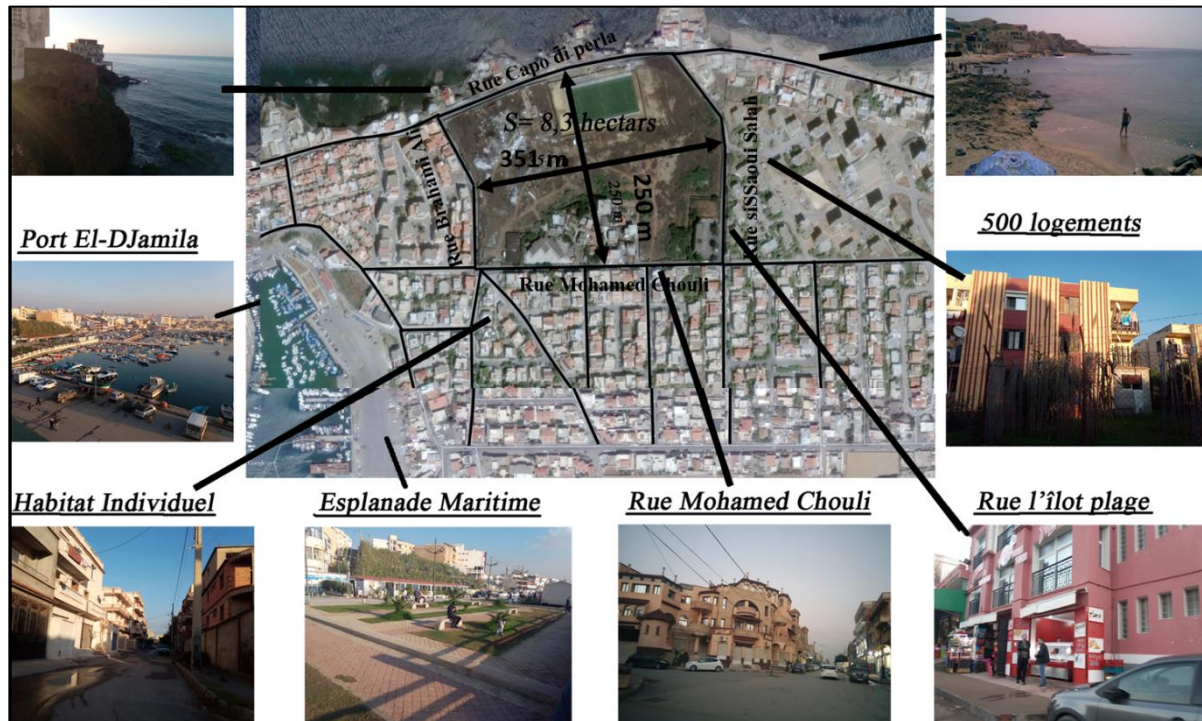 Rue Capo di perla
S= 8,3 hectars
351 m
Rue Brahami Ali
250 m
250 m
Rue siSSaoui Salah
Rue Mohamed Chouli
Port El-DJamila
500 logements
Habitat Individuel
Esplanade Maritime
Rue Mohamed Chouli
Rue l'îlot plage